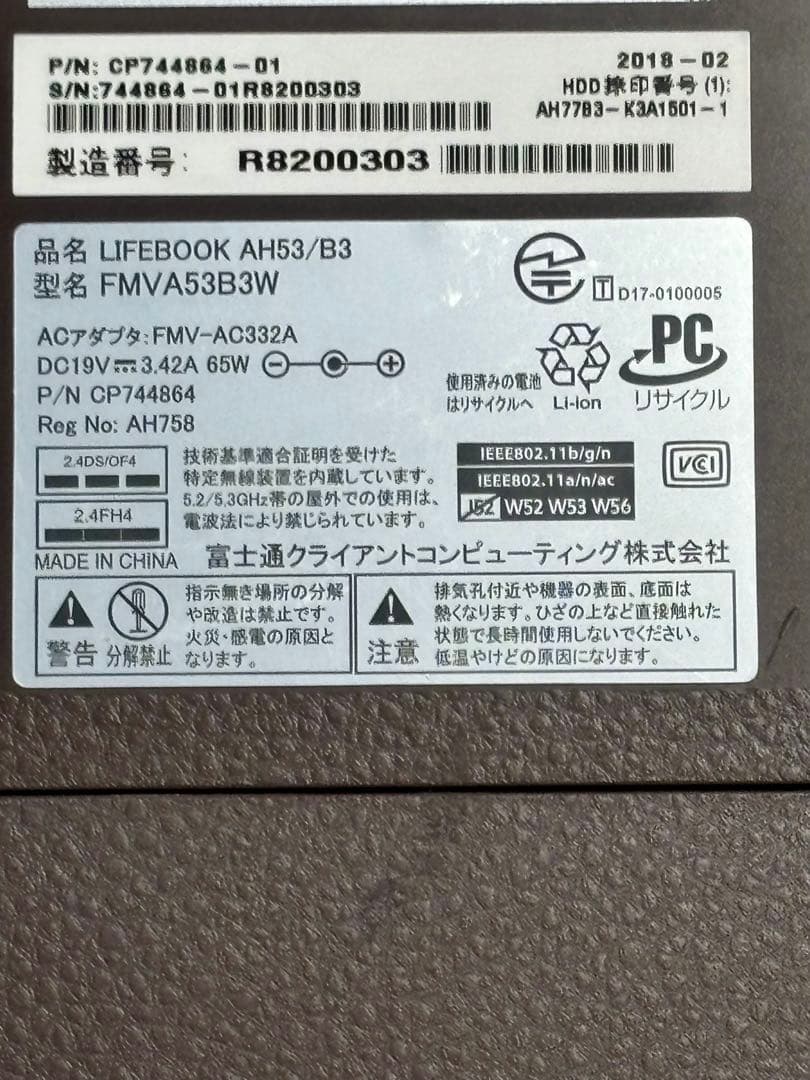 P/N: CP744864-01
2018-02
S/N:744864-01R8200303
HDD捺印番号(1):
AH77B3-K3A1601-1
製造番号: R8200303
品名 LIFEBOOK AH53/B3
型名 FMVA53B3W
T D17-0100005
ACアダプタ:FMV-AC332A
DC19V 3.42A 65W
P/N CP744864
Reg No: AH758
使用済みの電池
はリサイクルへ
Li-ion
PC
リサイクル
2.4DS/OF4
2.4FH4
技術基準適合証明を受けた
特定無線装置を内蔵しています。
5.2/5.3GHz帯の屋外での使用は、
電波法により禁じられています。
IEEE802.11b/g/n
IEEE802.11a/n/ac
J52 W52 W53 W56
VCI
MADE IN CHINA
富士通クライアントコンピューティング株式会社
警告
分解禁止
指示無き場所の分解
や改造は禁止です。
火災・感電の原因と
なります。
注意
排気孔付近や機器の表面、底面は
熱くなります。ひざの上など直接触れた
状態で長時間使用しないでください。
低温やけどの原因になります。